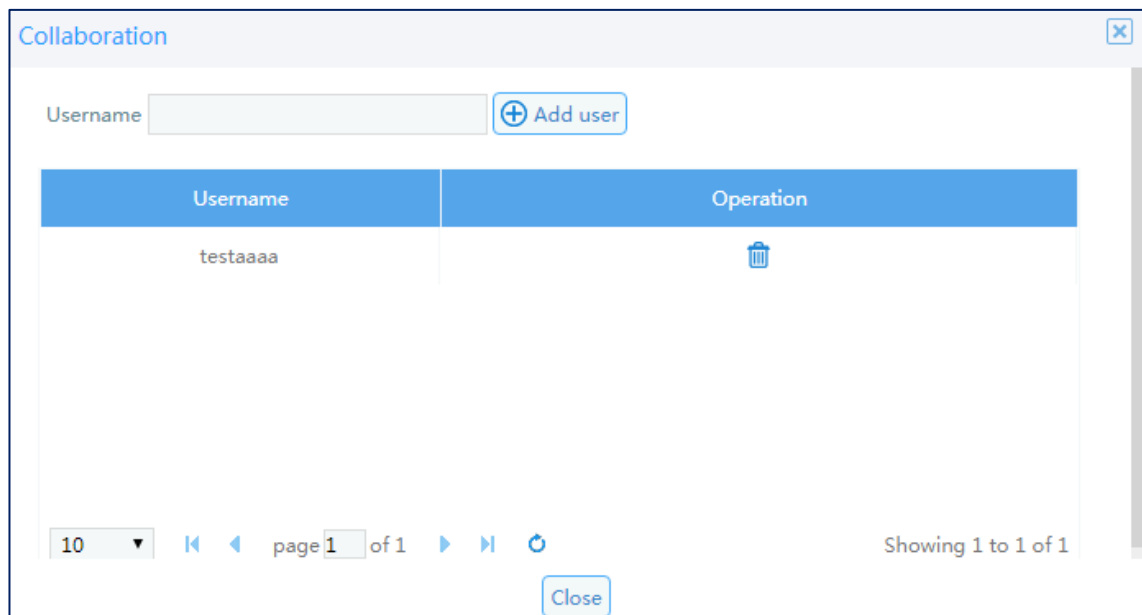 Collaboration
Username Add user
Username Operation
testaaaa
10 page 1 of 1 Showing 1 to 1 of 1
Close